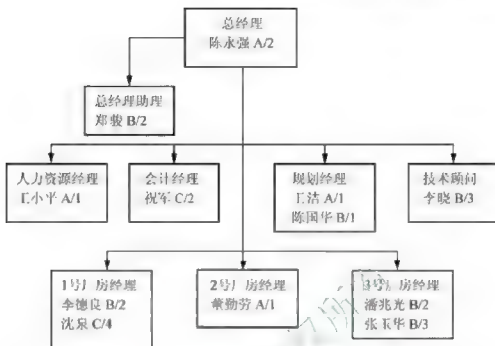 总经理
陈永强 A/2
总经理助理
郑骏 B/2
人力资源经理
王小平 A/1
会计经理
祝军 C/2
规划经理
王洁 A/1
陈国华 B/1
技术顾问
李晓 B/3
1号厂房经理
李德良 B/2
沈泉 C/4
2号厂房经理
董勤劳 A/1
3号厂房经理
潘兆光 B/2
张玉华 B/3